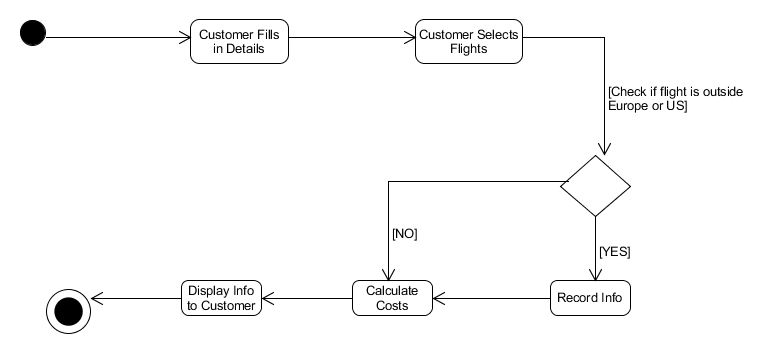 Customer Fills
in Details
Customer Selects
Flights
[Check if flight is outside
Europe or US]
[NO]
[YES]
Display Info
to Customer
Calculate
Costs
Record Info